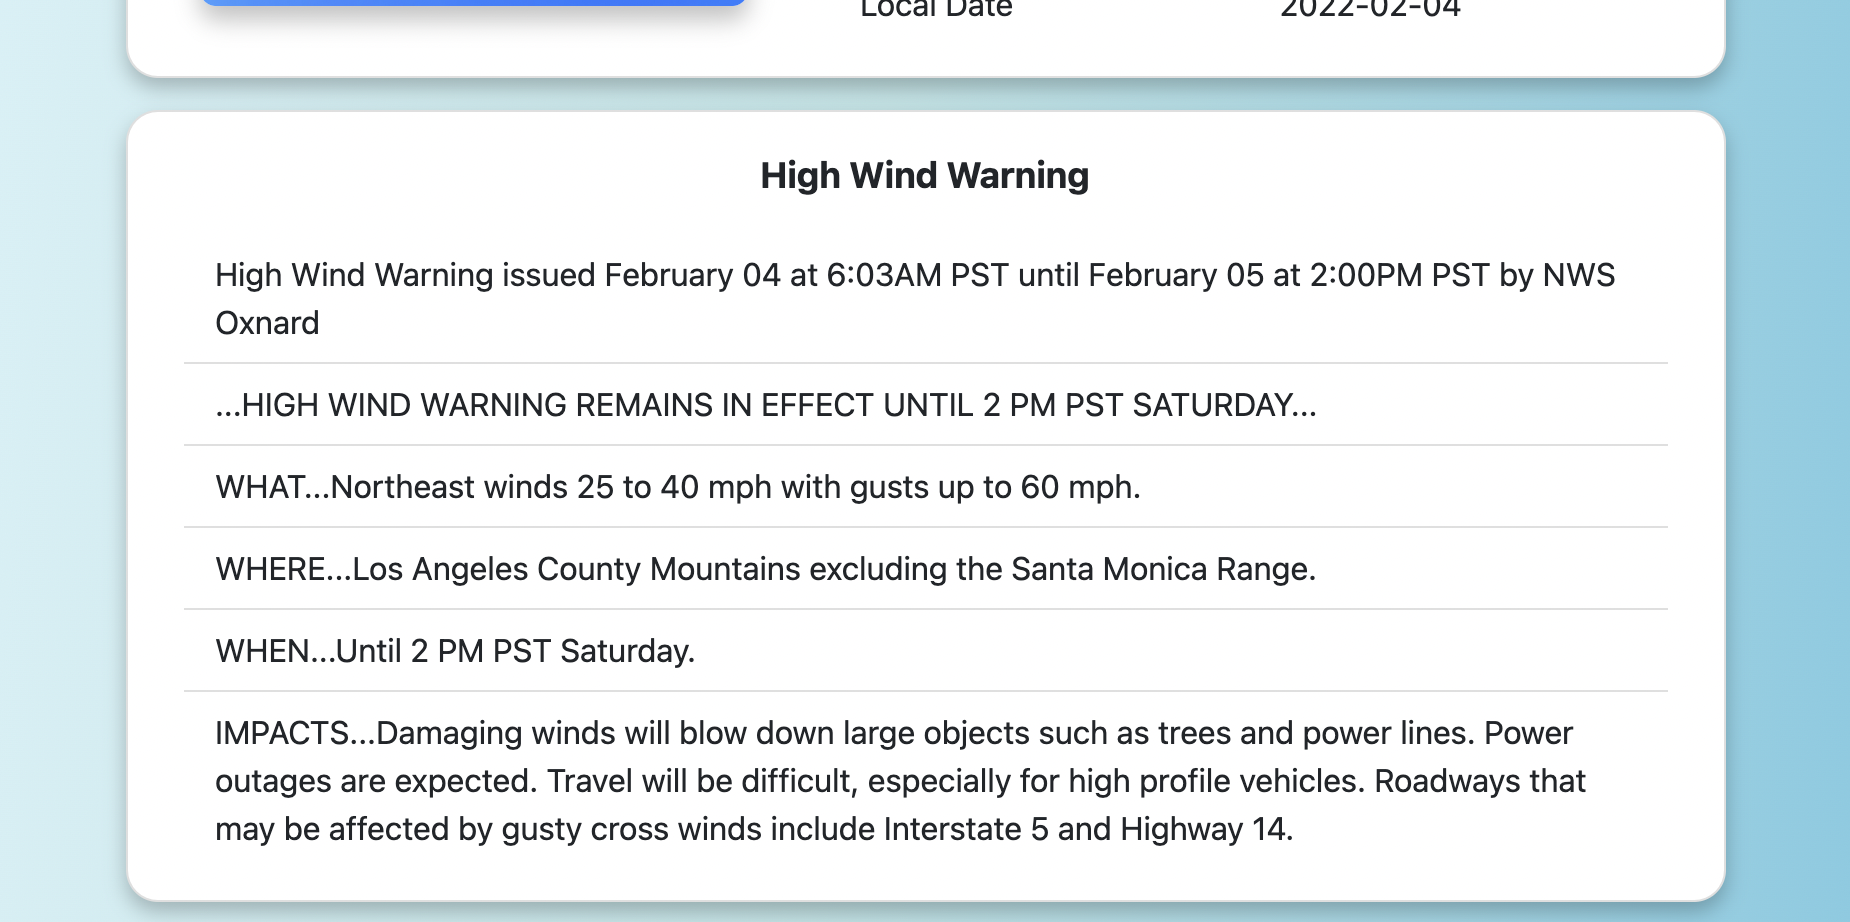 Local Date 2022-02-04
High Wind Warning
High Wind Warning issued February 04 at 6:03AM PST until February 05 at 2:00PM PST by NWS
Oxnard
...HIGH WIND WARNING REMAINS IN EFFECT UNTIL 2 PM PST SATURDAY...
WHAT...Northeast winds 25 to 40 mph with gusts up to 60 mph.
WHERE...Los Angeles County Mountains excluding the Santa Monica Range.
WHEN...Until 2 PM PST Saturday.
IMPACTS...Damaging winds will blow down large objects such as trees and power lines. Power
outages are expected. Travel will be difficult, especially for high profile vehicles. Roadways that
may be affected by gusty cross winds include Interstate 5 and Highway 14.